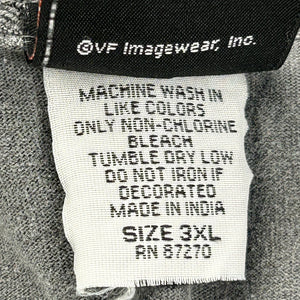 ©VF Imagewear, Inc.
MACHINE WASH IN
LIKE COLORS
ONLY NON-CHLORINE
BLEACH
TUMBLE DRY LOW
DO NOT IRON IF
DECORATED
MADE IN INDIA
SIZE 3XL
RN 87270